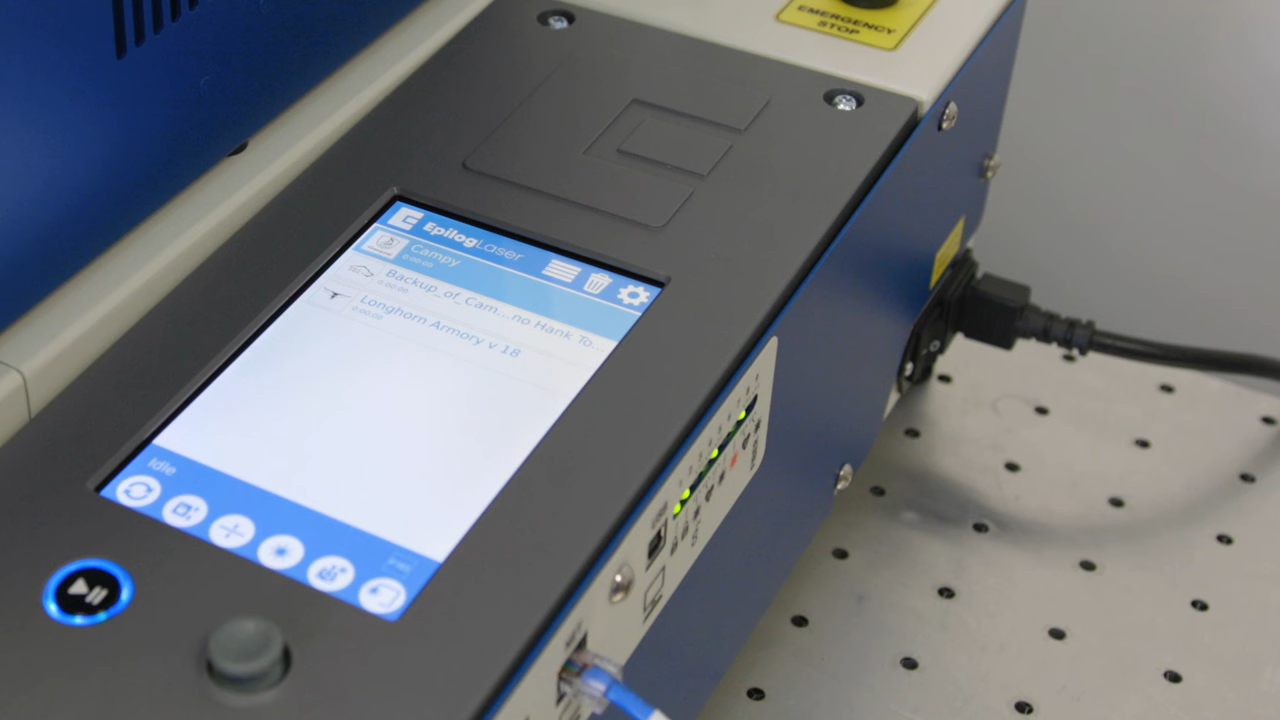 EMERGENCY
STOP
EpilogLaser
Campy
0:00:00
Backup_of_Cam...no Hank To...
0:00:00
Longhorn Armory v 18
0:00:00
Idle